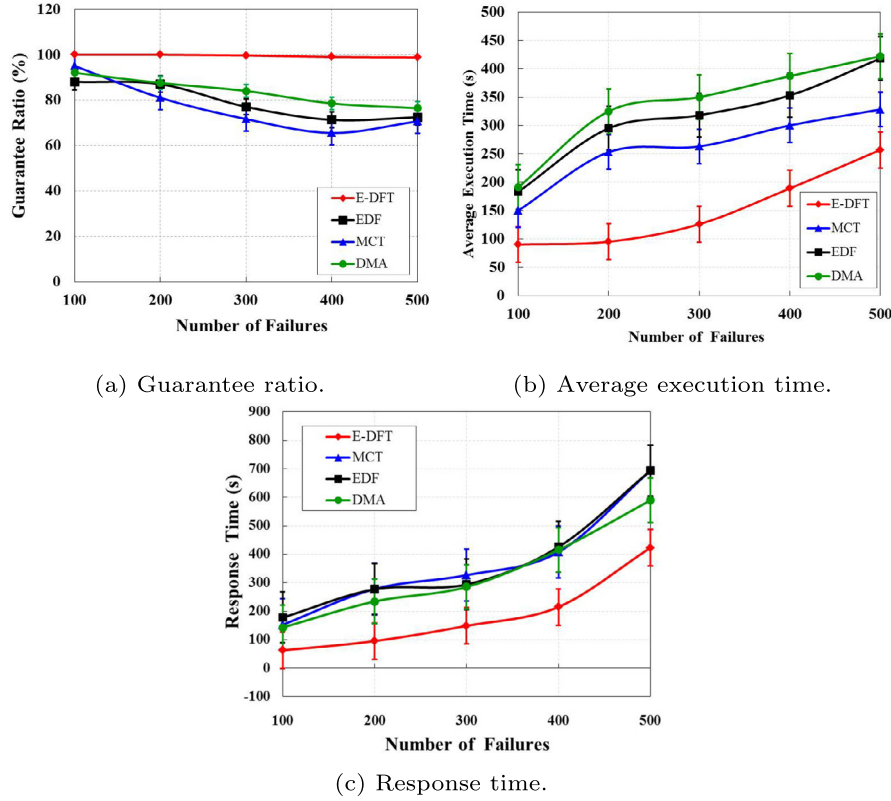 120
100
80
60
40
20
0
Guarantee Ratio (%)
E-DFT
EDF
MCT
DMA
100 200 300 400 500
Number of Failures
(a) Guarantee ratio.
500
450
400
350
300
250
200
150
100
50
0
Average Execution Time (s)
E-DFT
MCT
EDF
DMA
100 200 300 400 500
Number of Failures
(b) Average execution time.
900
800
700
600
500
400
300
200
100
0
-100
Response Time (s)
E-DFT
MCT
EDF
DMA
100 200 300 400 500
Number of Failures
(c) Response time.